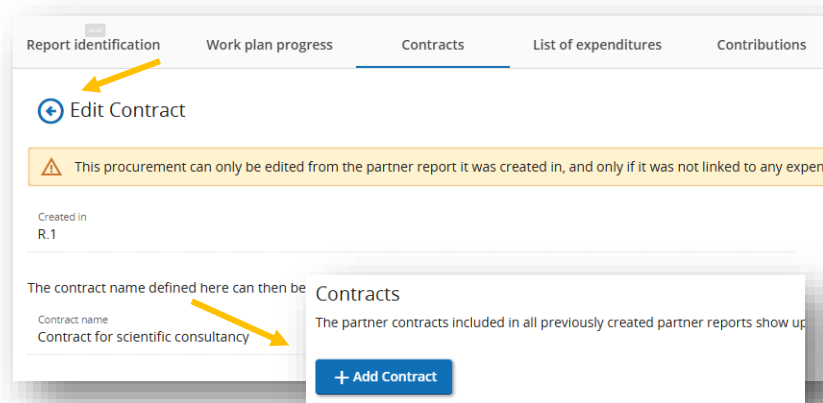 Report identification Work plan progress Contracts List of expenditures Contributions
Edit Contract
This procurement can only be edited from the partner report it was created in, and only if it was not linked to any expen
Created in
R.1
The contract name defined here can then be
Contract name
Contract for scientific consultancy
Contracts
The partner contracts included in all previously created partner reports show up
+ Add Contract